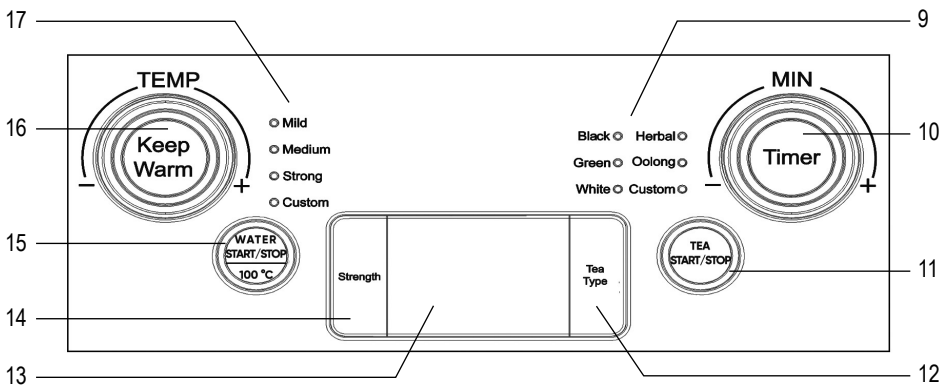 17
9
TEMP
MIN
16
Keep
Warm
- +
Mild
Medium
Strong
Custom
Black Herbal
Green Oolong
White Custom
10
Timer
- +
15
WATER
START/STOP
100 °C
TEA
START/STOP
11
Strength
Tea
Type
14
13
12